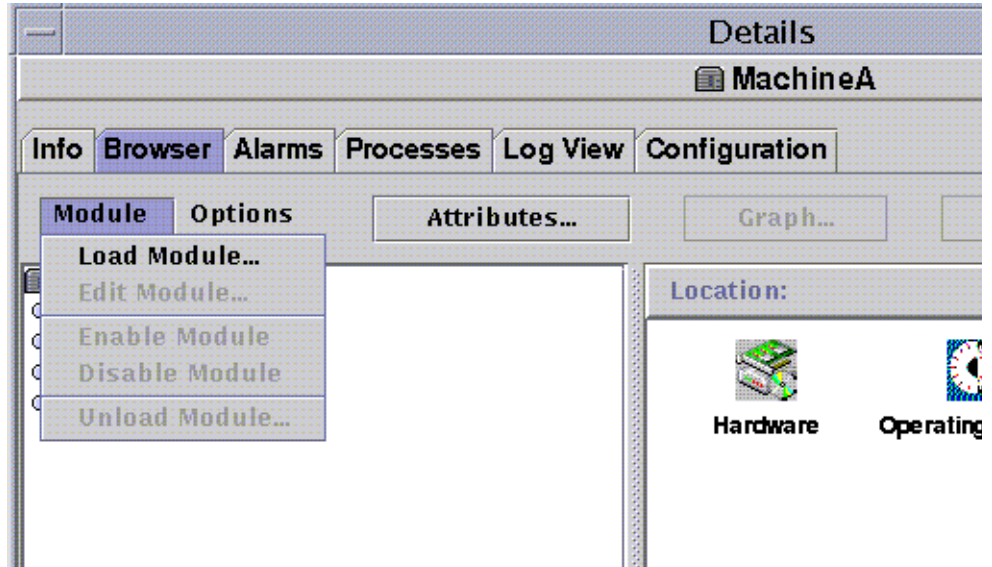 Details
MachineA
Info Browser Alarms Processes Log View Configuration
Module Options Attributes... Graph...
Load Module...
Edit Module...
Enable Module
Disable Module
Unload Module...
Location:
Hardware Operating